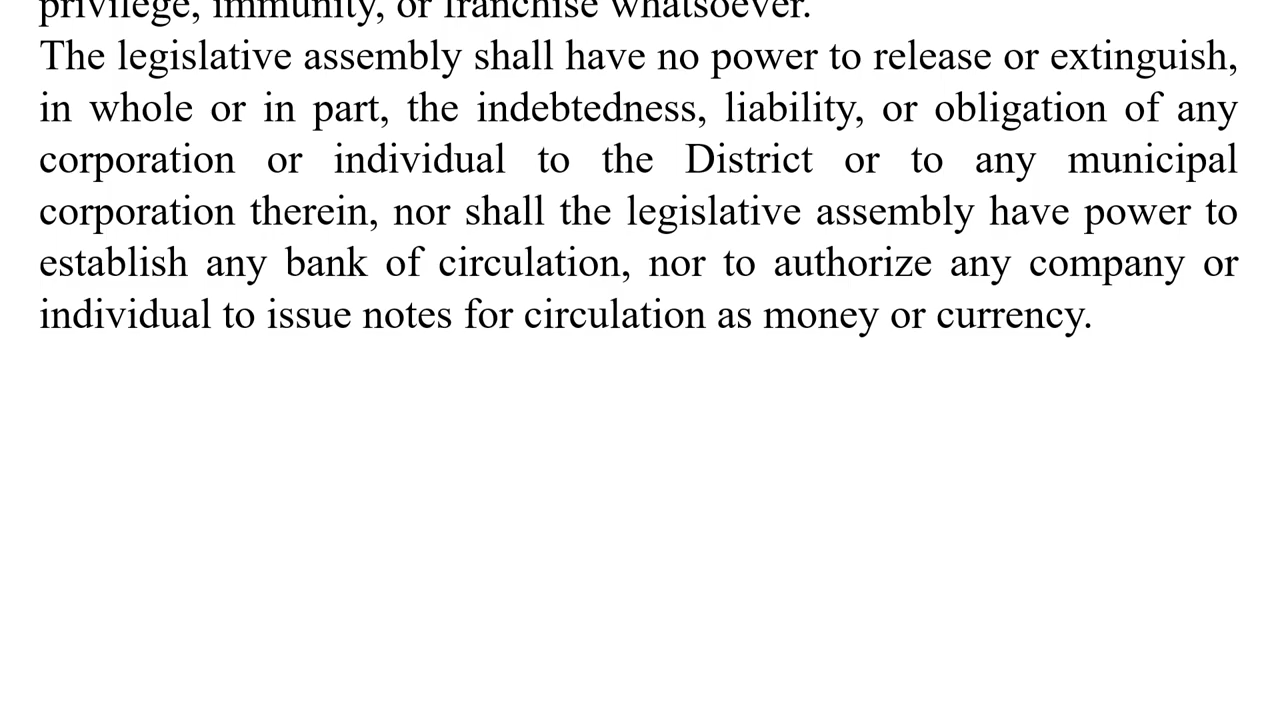 privilege, immunity, or franchise whatsoever.
The legislative assembly shall have no power to release or extinguish,
in whole or in part, the indebtedness, liability, or obligation of any
corporation or individual to the District or to any municipal
corporation therein, nor shall the legislative assembly have power to
establish any bank of circulation, nor to authorize any company or
individual to issue notes for circulation as money or currency.